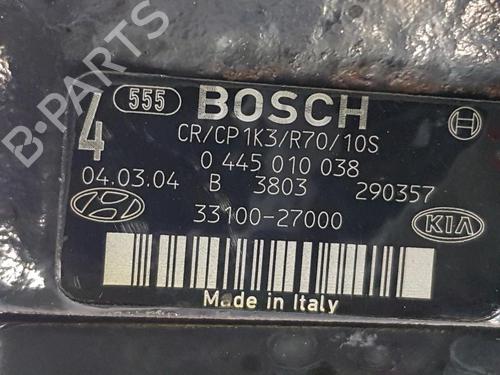 555 BOSCH
4 CR/CP1K3/R70/10S
0 445 010 038
04.03.04 B 3803 290357
33100-27000
KIA
Made in Italy
B-PARTS